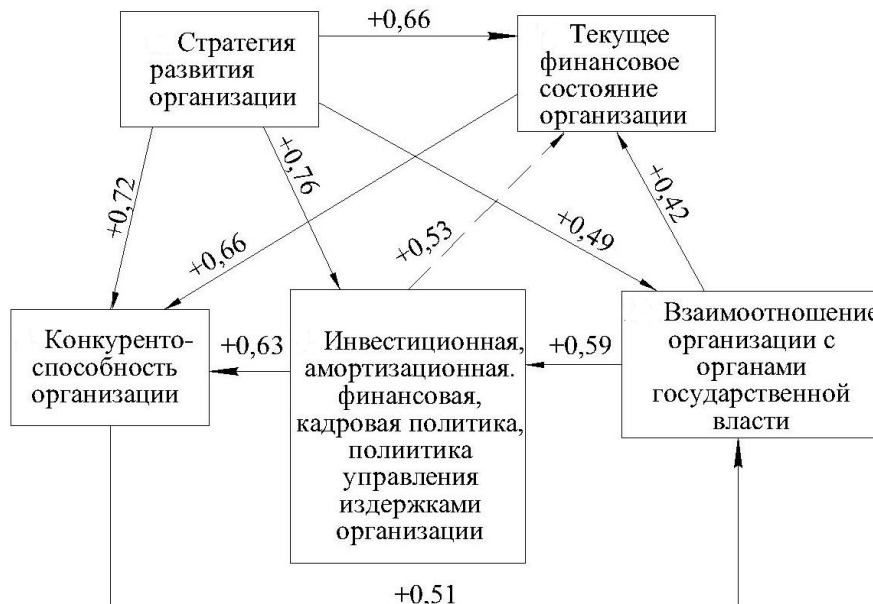 +0,66
Стратегия
развития
организации
Текущее
финансовое
состояние
организации
+0,72
+0,76
+0,66
+0,53
+0,49
+0,42
Конкуренто-
способность
организации
+0,63
Инвестиционная,
амортизационная.
финансовая,
кадровая политика,
полиитика
управления
издержками
организации
+0,59
Взаимоотношение
организации с
органами
государственной
власти
+0,51